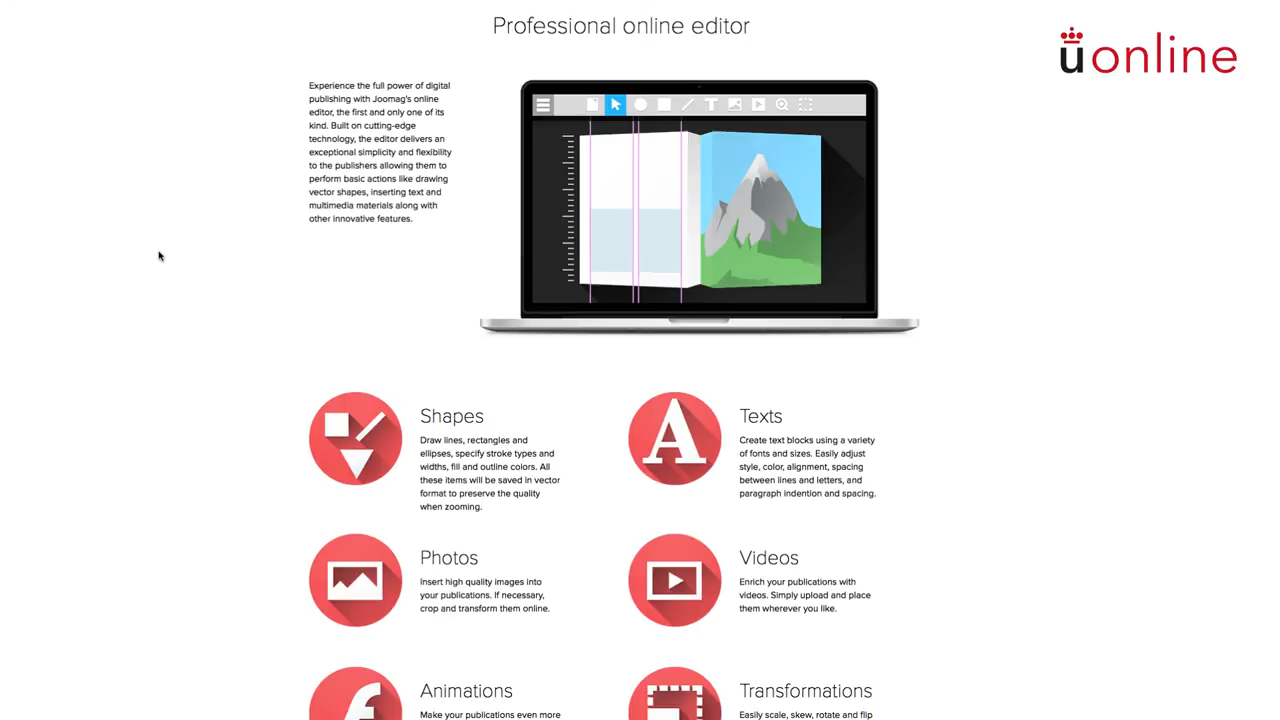 Professional online editor
uonline
Experience the full power of digital
publishing with Joomag's online
editor, the first and only one of its
kind. Built on cutting-edge
technology, the editor delivers an
exceptional simplicity and flexibility
to the publishers allowing them to
perform basic actions like drawing
vector shapes, inserting text and
multimedia materials along with
other innovative features.
Shapes
Draw lines, rectangles and
ellipses, specify stroke types and
widths, fill and outline colors. All
these items will be saved in vector
format to preserve the quality
when zooming.
Texts
Create text blocks using a variety
of fonts and sizes. Easily adjust
style, color, alignment, spacing
between lines and letters, and
paragraph indention and spacing.
Photos
Insert high quality images into
your publications. If necessary,
crop and transform them online.
Videos
Enrich your publications with
videos. Simply upload and place
them wherever you like.
Animations
Make your publications even more
Transformations
Easily scale, skew, rotate and flip